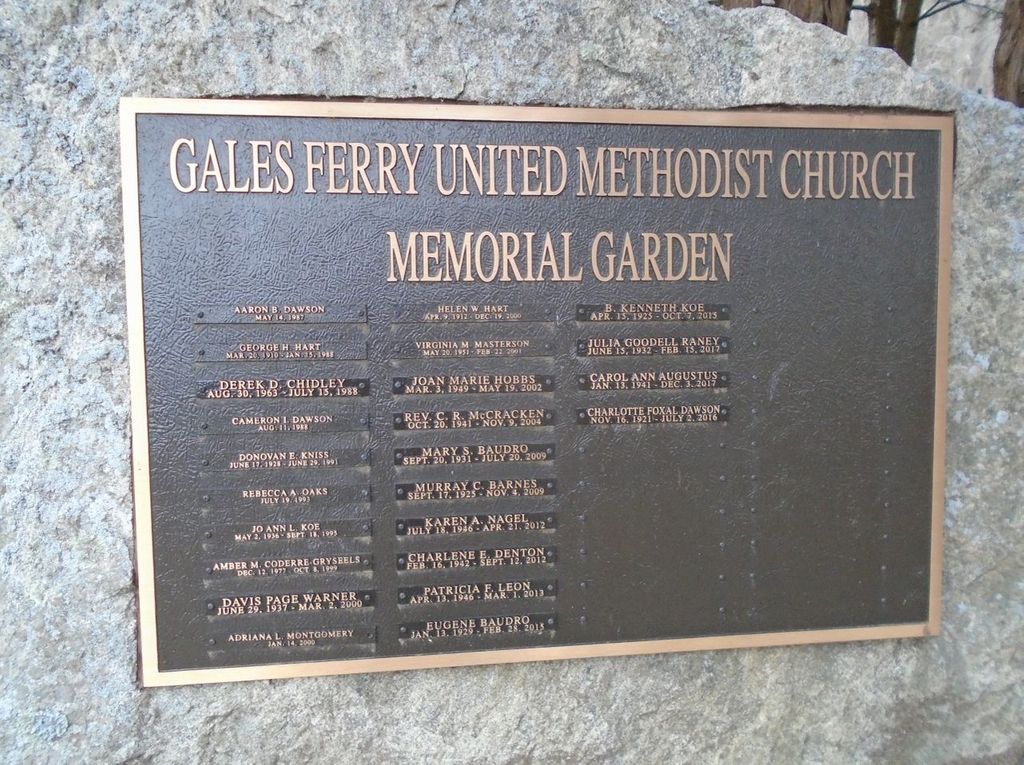 GALES FERRY UNITED METHODIST CHURCH
MEMORIAL GARDEN
AARON B. DAWSON
MAY 14, 1987
GEORGE H. HART
MAR. 20, 1910 - JAN. 15, 1988
DEREK D. CHIDLEY
AUG. 30, 1963 - JULY 15, 1988
CAMERON I. DAWSON
AUG. 11, 1988
DONOVAN E. KNISS
JUNE 17, 1928 - JUNE 29, 1991
REBECCA A. OAKS
JULY 19, 1993
JO ANN L. KOE
MAY 2, 1936 - SEPT. 18, 1995
AMBER M. CODERRE-GRYSEELS
DEC. 12, 1977 - OCT. 8, 1999
DAVIS PAGE WARNER
JUNE 29, 1937 - MAR. 2, 2000
ADRIANA L. MONTGOMERY
JAN. 14, 2000
HELEN W. HART
APR. 9, 1912 - DEC. 19, 2000
VIRGINIA M. MASTERSON
MAY 20, 1951 - FEB. 22, 2001
JOAN MARIE HOBBS
MAR. 3, 1949 - MAY 19, 2002
REV. C. R. McCRACKEN
OCT. 20, 1941 - NOV. 9, 2004
MARY S. BAUDRO
SEPT. 20, 1931 - JULY 20, 2009
MURRAY C. BARNES
SEPT. 17, 1925 - NOV. 4, 2009
KAREN A. NAGEL
JULY 18, 1946 - APR. 21, 2012
CHARLENE E. DENTON
FEB. 16, 1942 - SEPT. 12, 2012
PATRICIA E. LEON
APR. 13, 1946 - MAR. 1, 2013
EUGENE BAUDRO
JAN. 13, 1929 - FEB. 28, 2015
B. KENNETH KOE
APR. 15, 1925 - OCT. 7, 2015
JULIA GOODELL RANEY
JUNE 15, 1932 - FEB. 15, 2017
CAROL ANN AUGUSTUS
JAN. 13, 1941 - DEC. 3, 2017
CHARLOTTE FOXAL DAWSON
NOV. 16, 1921 - JULY 2, 2016